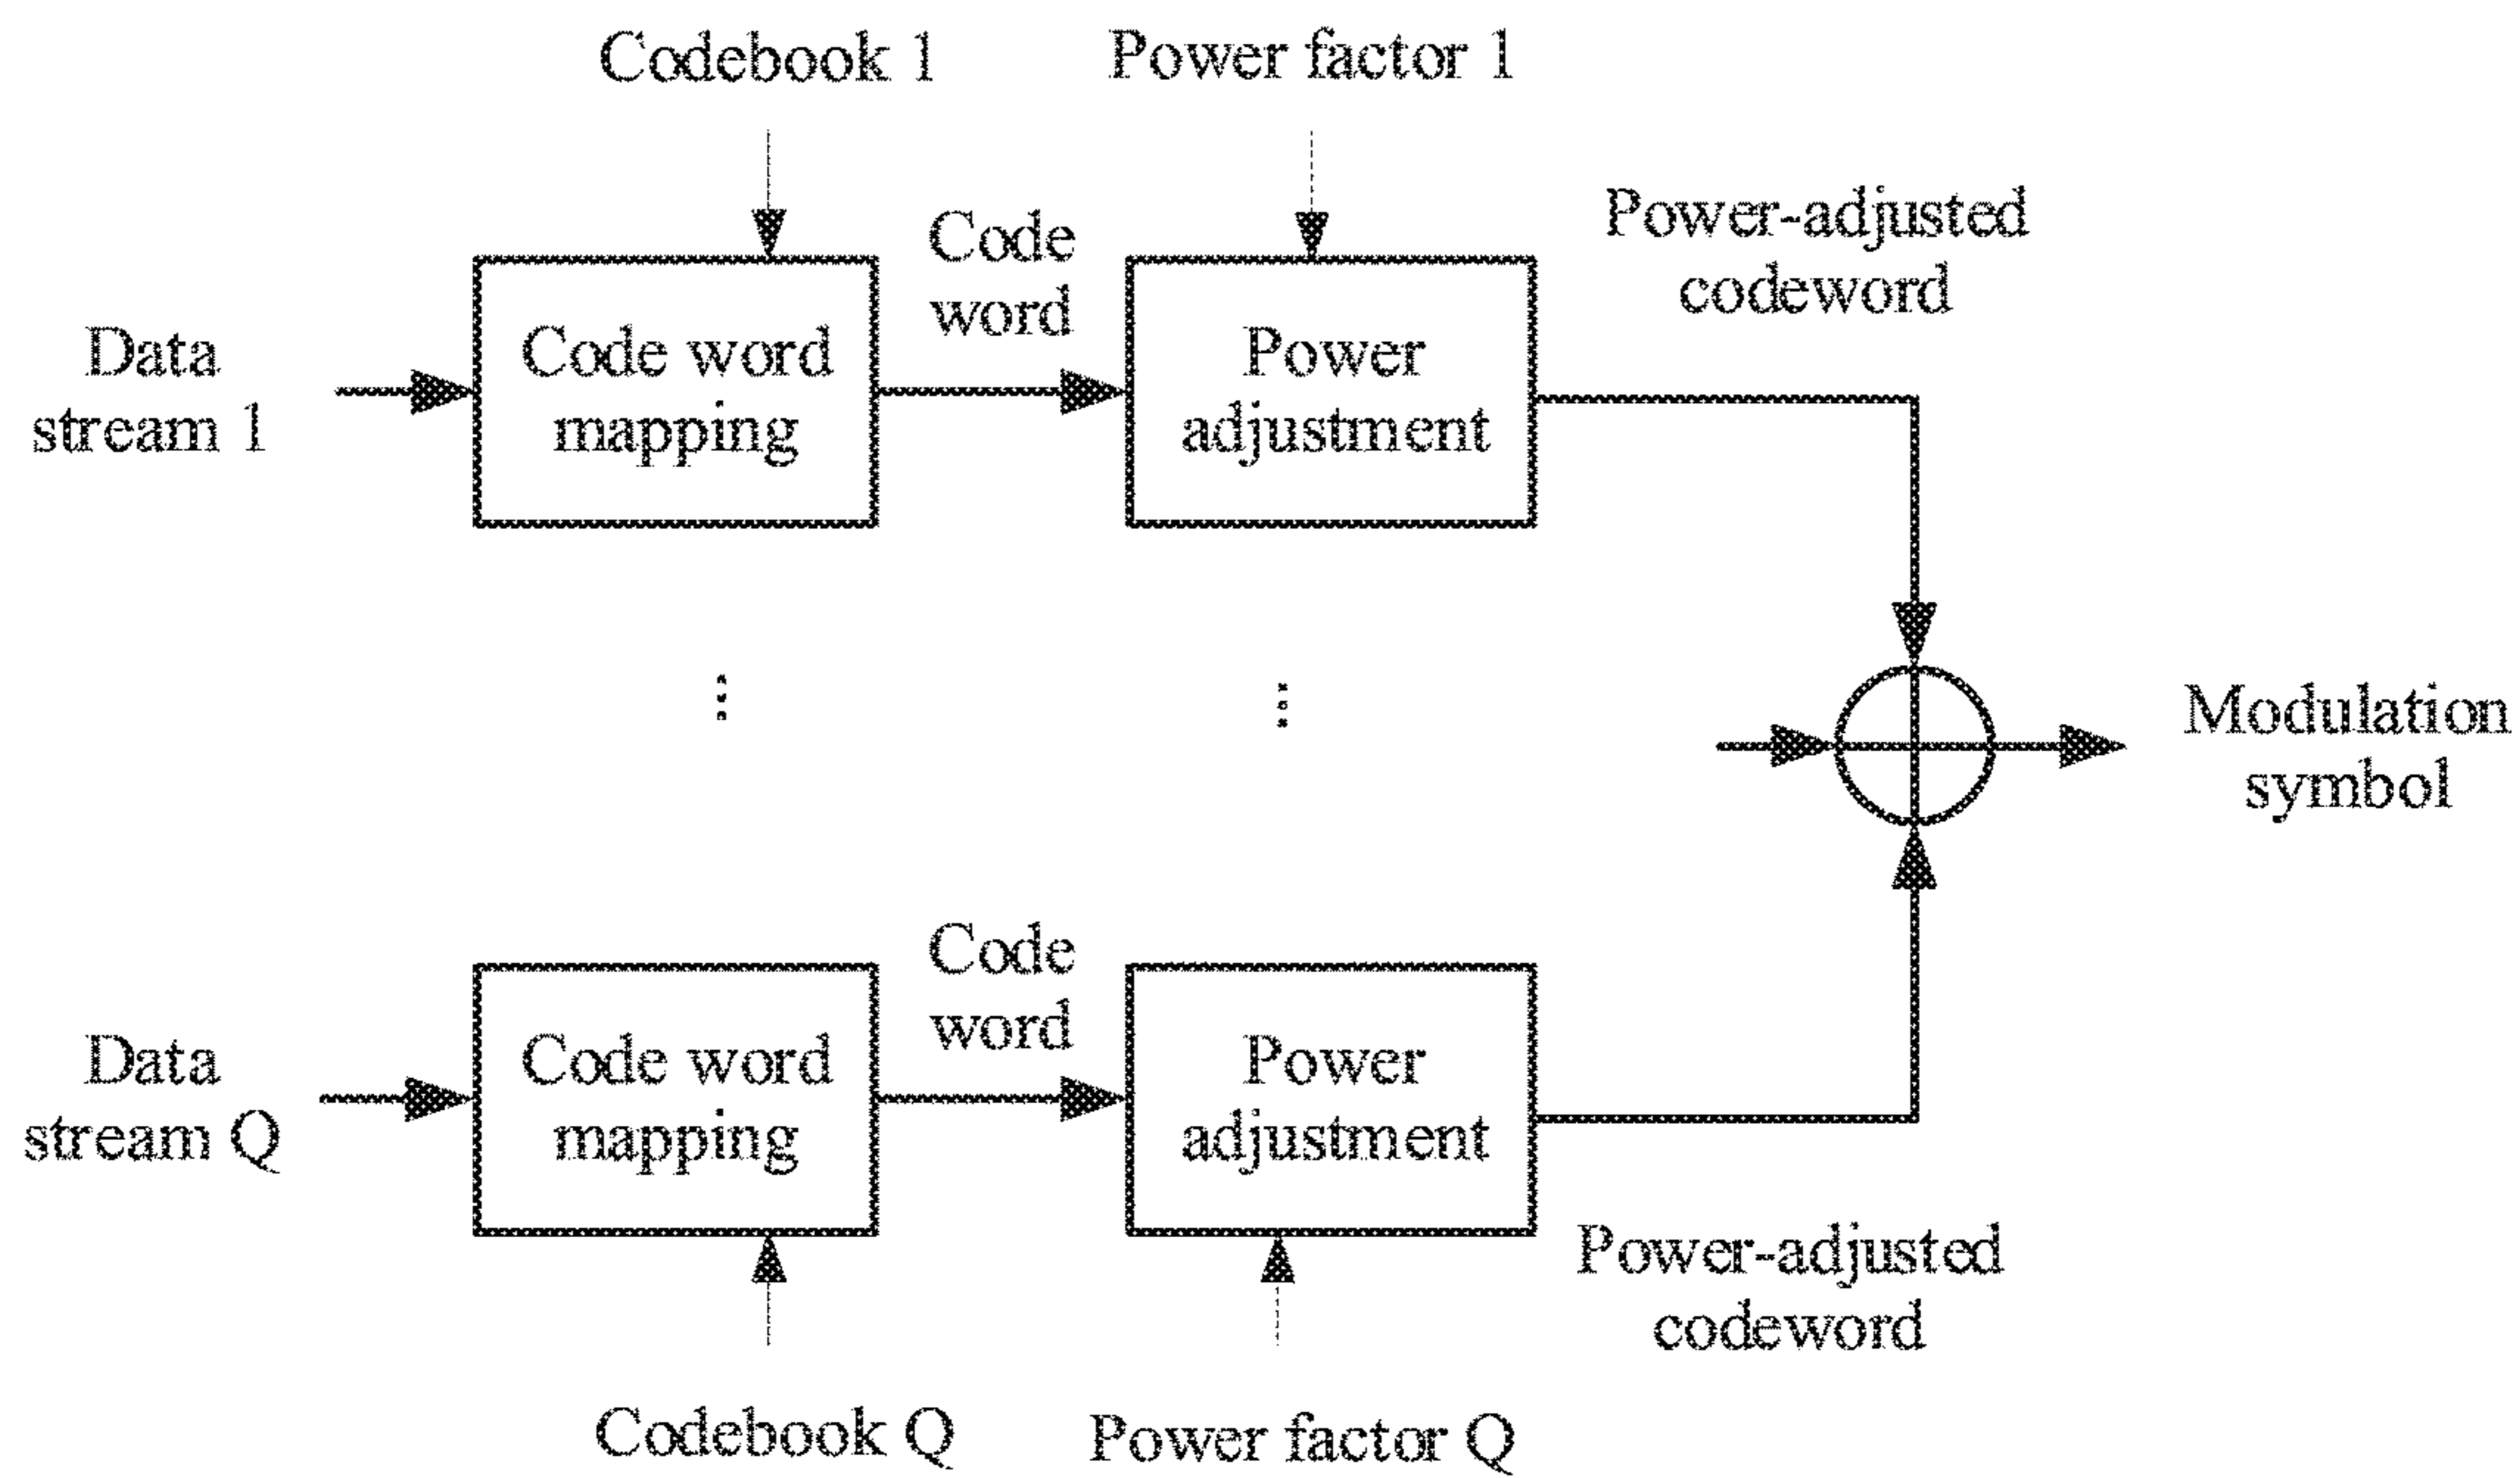 Codebook 1
Power factor 1
Power-adjusted
codeword
Code
word
Data
stream 1
Code word
mapping
Power
adjustment
Modulation
symbol
Code
word
Data
stream Q
Code word
mapping
Power
adjustment
Power-adjusted
codeword
Codebook Q
Power factor Q